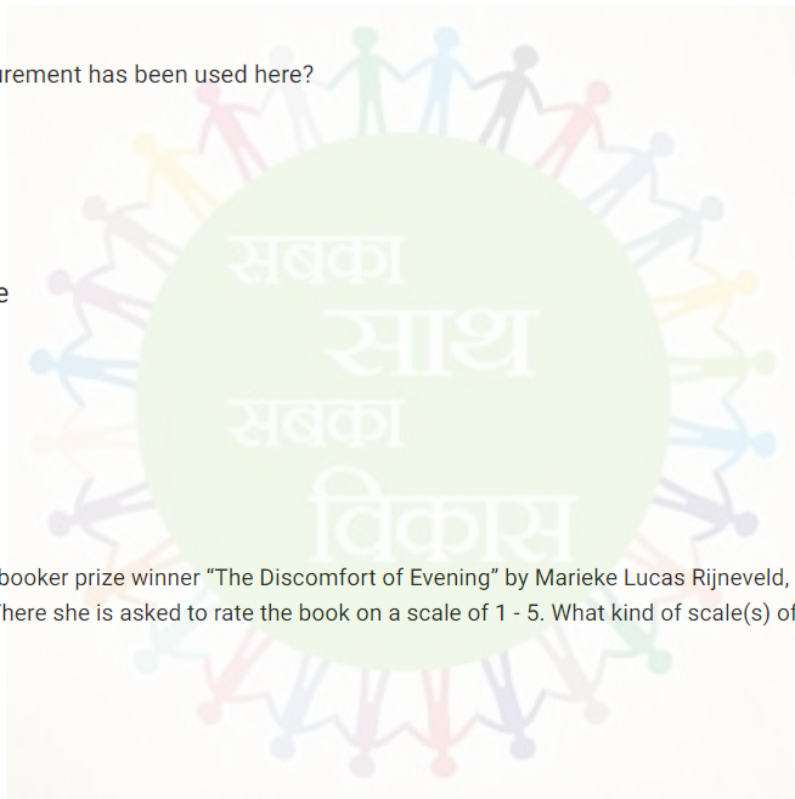 urement has been used here?
सबका
साथ
e
सबका
विकास
booker prize winner “The Discomfort of Evening” by Marieke Lucas Rijneveld,
here she is asked to rate the book on a scale of 1 - 5. What kind of scale(s) of